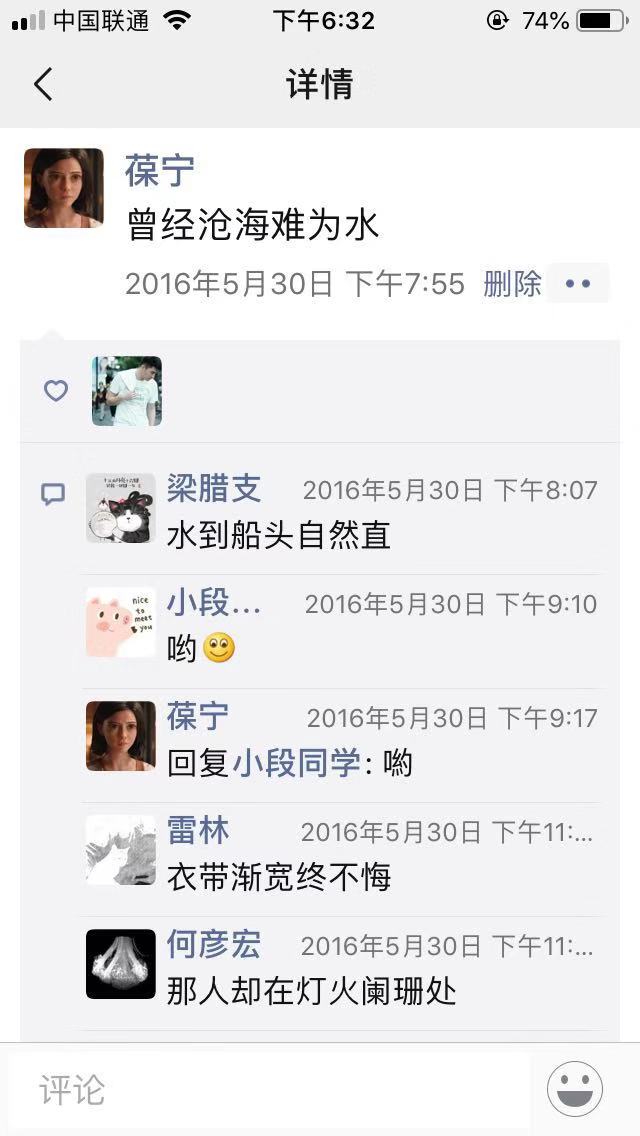 中国联通
下午6:32
74%
详情
葆宁
曾经沧海难为水
2016年5月30日 下午7:55 删除
梁腊支 2016年5月30日 下午8:07
水到船头自然直
小段... 2016年5月30日 下午9:10
nice
to
meet
you
哟
葆宁 2016年5月30日 下午9:17
回复小段同学: 喲
雷林 2016年5月30日 下午11:...
衣带渐宽终不悔
何彦宏 2016年5月30日 下午11:...
那人却在灯火阑珊处
评论